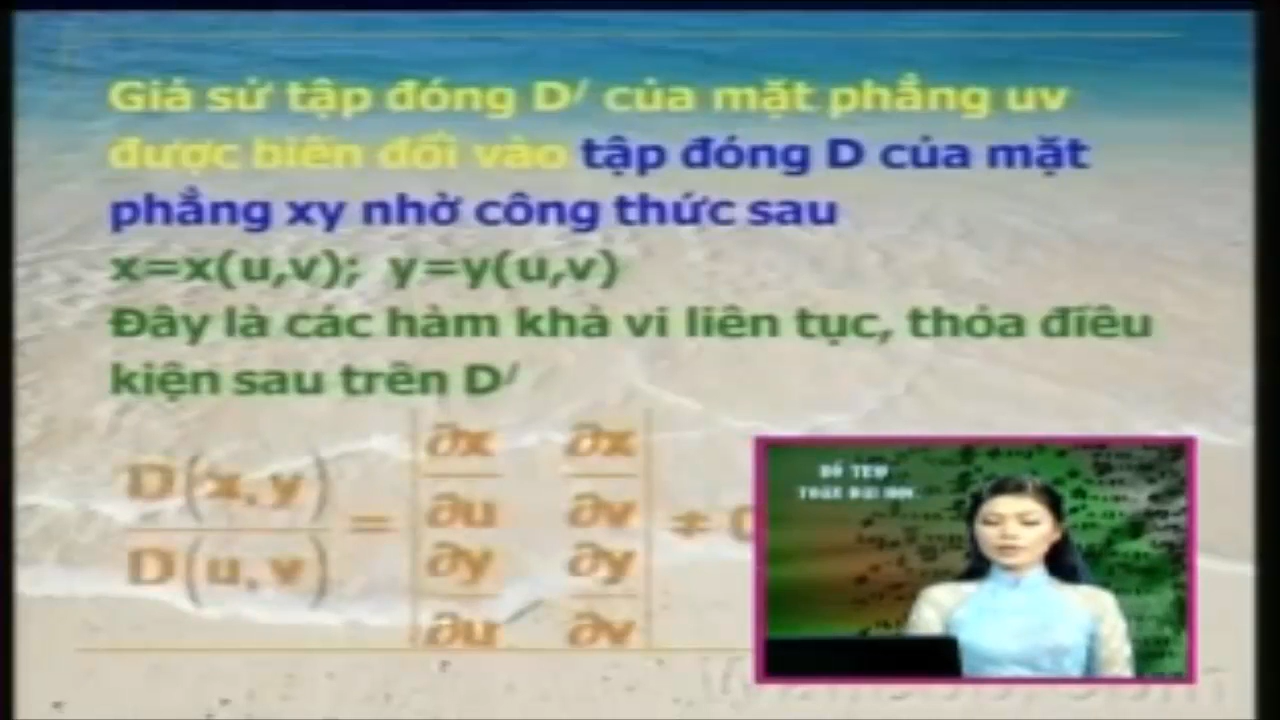 Giả sử tập đóng D/ của mặt phẳng uv
được biến đổi vào tập đóng D của mặt
phẳng xy nhờ công thức sau
x=x(u,v); y=y(u,v)
Đây là các hàm khả vi liên tục, thỏa điều
kiện sau trên D/
D(x,y)/D(u,v) = | ∂x/∂u ∂x/∂v |
| ∂y/∂u ∂y/∂v | ≠ 0